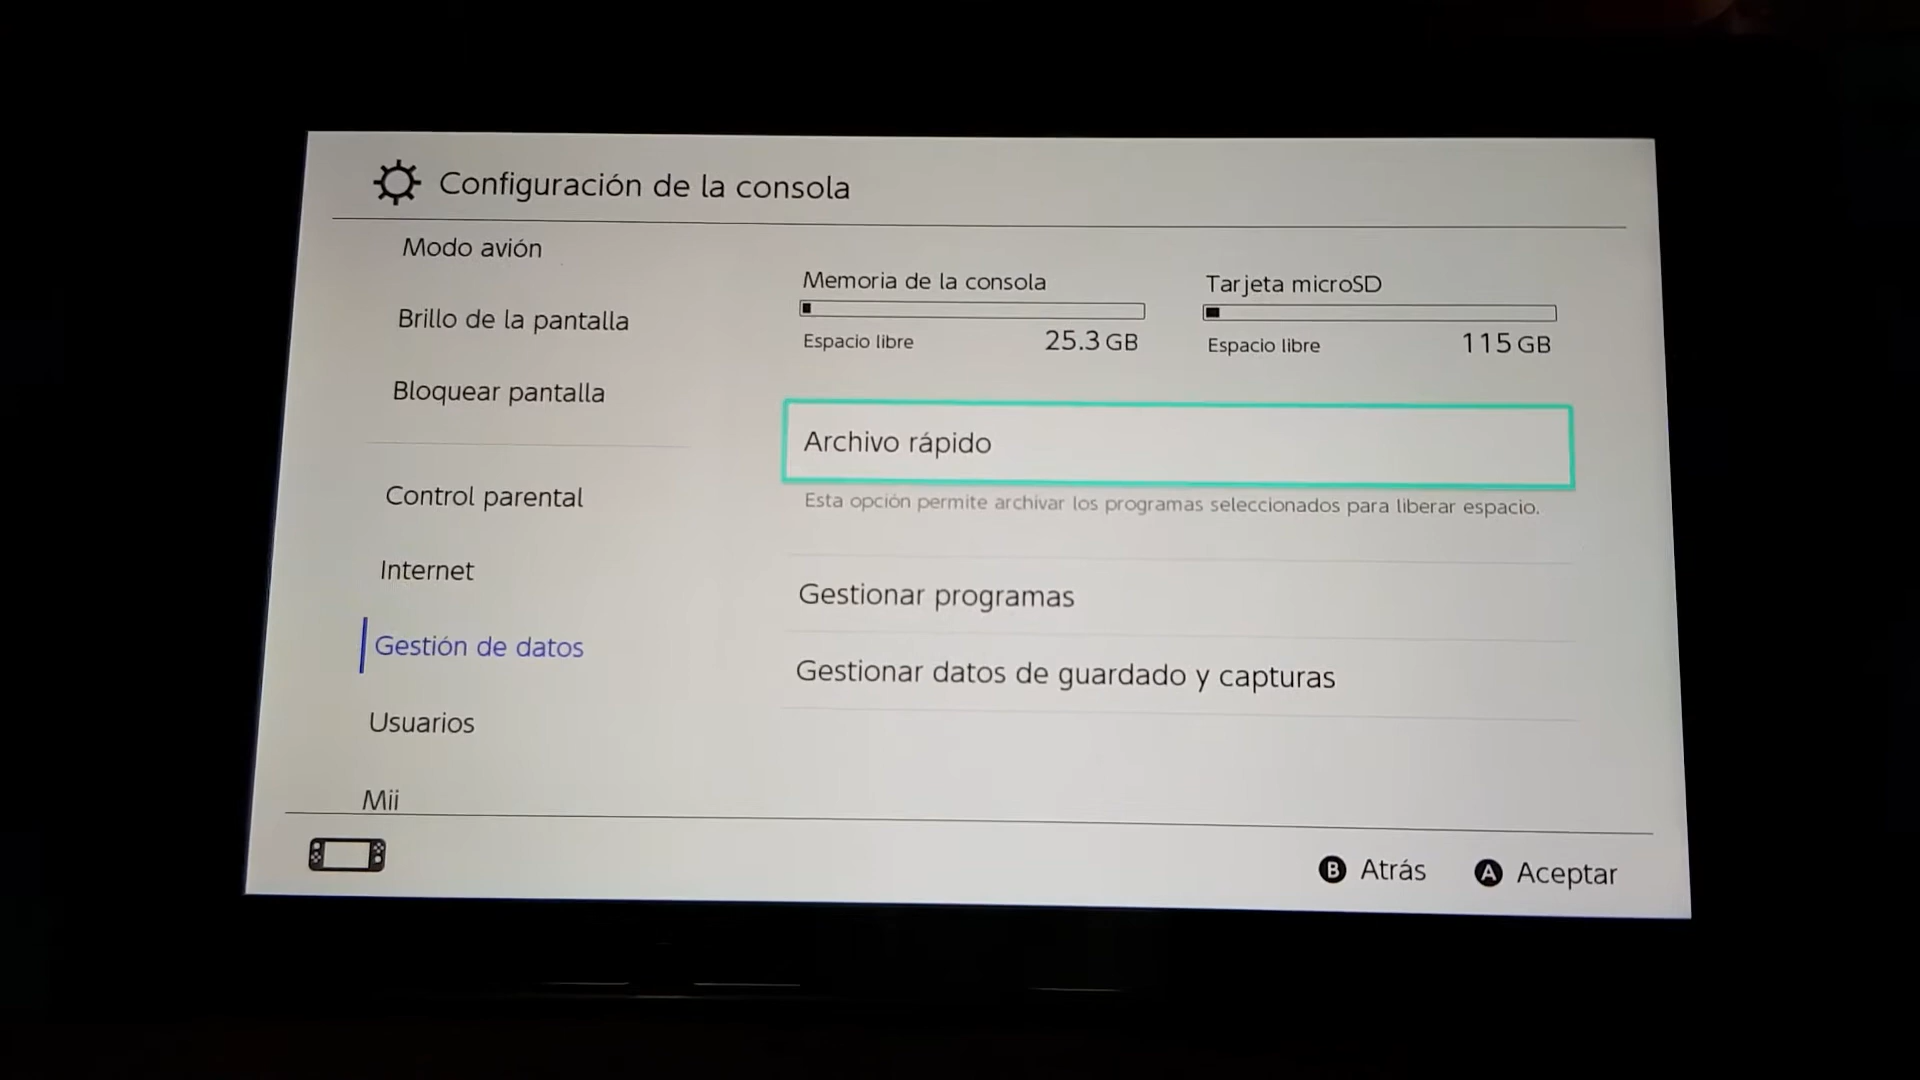 Configuración de la consola
Modo avión
Brillo de la pantalla
Bloquear pantalla
Control parental
Internet
Gestión de datos
Usuarios
Mii
Memoria de la consola
Espacio libre 25.3 GB
Tarjeta microSD
Espacio libre 115 GB
Archivo rápido
Esta opción permite archivar los programas seleccionados para liberar espacio.
Gestionar programas
Gestionar datos de guardado y capturas
B Atrás A Aceptar